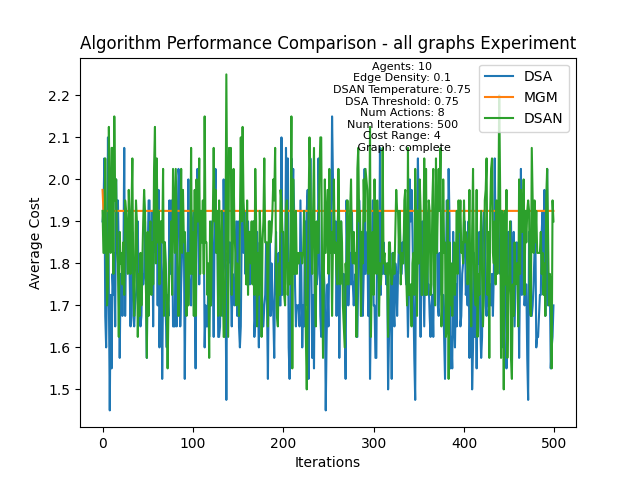 Algorithm Performance Comparison - all graphs Experiment
Agents: 10
Edge Density: 0.1
DSAN Temperature: 0.75
DSA Threshold: 0.75
Num Actions: 8
Num Iterations: 500
Cost Range: 4
Graph: complete
DSA
MGM
DSAN
Average Cost
2.2
2.1
2.0
1.9
1.8
1.7
1.6
1.5
0
100
200
300
400
500
Iterations